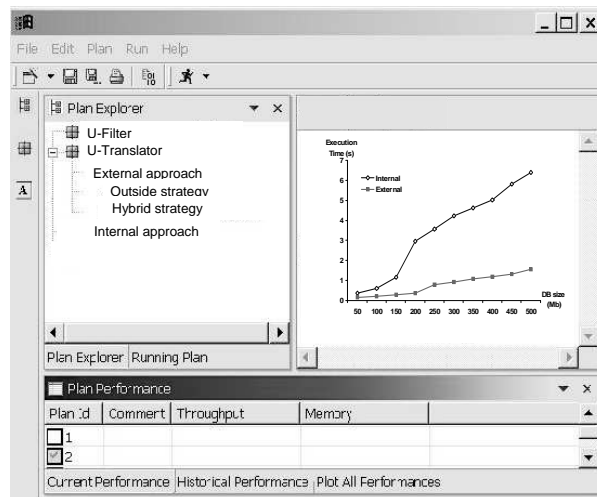 File Edit Plan Run Help
Plan Explorer
U-Filter
U-Translator
External approach
Outside strategy
Hybrid strategy
Internal approach
Plan Explorer Running Plan
A
Execution
Time (s)
7
6
5
4
3
2
1
0
Internal
External
50 100 150 200 250 300 350 400 450 500
DB size
(Mb)
Plan Performance
Plan Id Comment Throughput Memory
1
2
Current Performance Historical Performance Plot All Performances